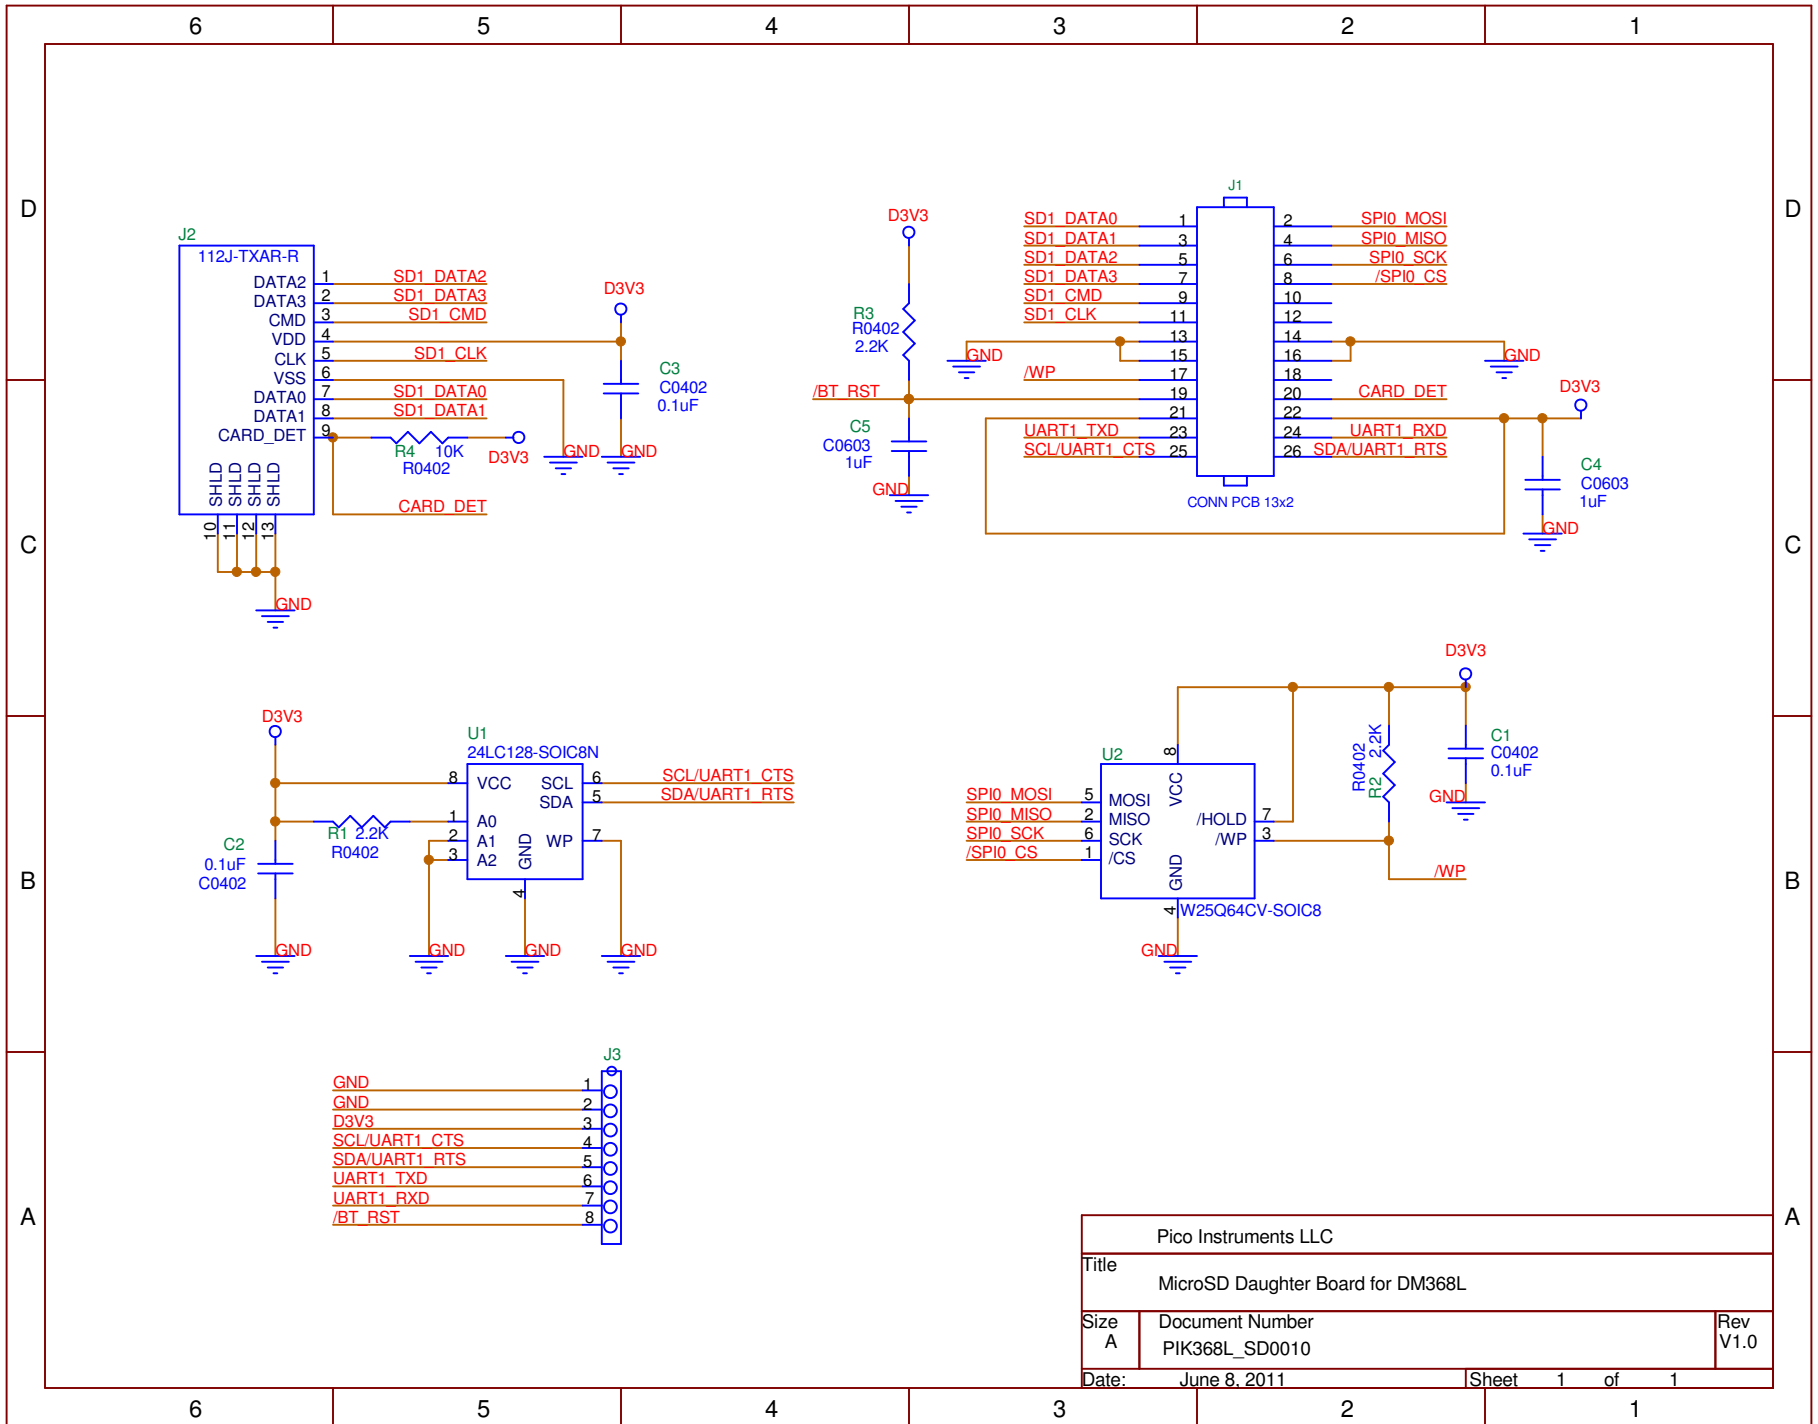 6 5 4 3 2 1
D
C
B
A
D
C
B
A
J2
112J-TXAR-R
DATA2 1 SD1_DATA2
DATA3 2 SD1_DATA3
CMD 3 SD1_CMD
VDD 4
CLK 5 SD1_CLK
VSS 6
DATA0 7 SD1_DATA0
DATA1 8 SD1_DATA1
CARD_DET 9
R4 10K
R0402
D3V3
CARD_DET
SHLD SHLD SHLD SHLD
10 11 12 13
GND
D3V3
C3
C0402
0.1uF
GND GND
D3V3
R3
R0402
2.2K
/BT_RST
C5
C0603
1uF
GND
J1
SD1_DATA0 1 2 SPI0_MOSI
SD1_DATA1 3 4 SPI0_MISO
SD1_DATA2 5 6 SPI0_SCK
SD1_DATA3 7 8 /SPI0_CS
SD1_CMD 9 10
SD1_CLK 11 12
13 14
GND 15 16 GND
/WP 17 18
19 20 CARD_DET
21 22
UART1_TXD 23 24 UART1_RXD
SCL/UART1_CTS 25 26 SDA/UART1_RTS
CONN PCB 13x2
D3V3
C4
C0603
1uF
GND
D3V3
U1
24LC128-SOIC8N
8 VCC SCL 6 SCL/UART1_CTS
SDA 5 SDA/UART1_RTS
1 A0
2 A1 WP 7
3 A2
GND
4
R1 2.2K
R0402
C2
0.1uF
C0402
GND GND GND GND
D3V3
U2
8
VCC
SPI0_MOSI 5 MOSI
SPI0_MISO 2 MISO /HOLD 7
SPI0_SCK 6 SCK /WP 3
/SPI0_CS 1 /CS
GND
4
W25Q64CV-SOIC8
GND
R0402
R2 2.2K
C1
C0402
0.1uF
GND
/WP
J3
GND 1
GND 2
D3V3 3
SCL/UART1_CTS 4
SDA/UART1_RTS 5
UART1_TXD 6
UART1_RXD 7
/BT_RST 8
Pico Instruments LLC
Title
MicroSD Daughter Board for DM368L
Size
A
Document Number
PIK368L_SD0010
Rev
V1.0
Date: June 8, 2011
Sheet 1 of 1
6 5 4 3 2 1